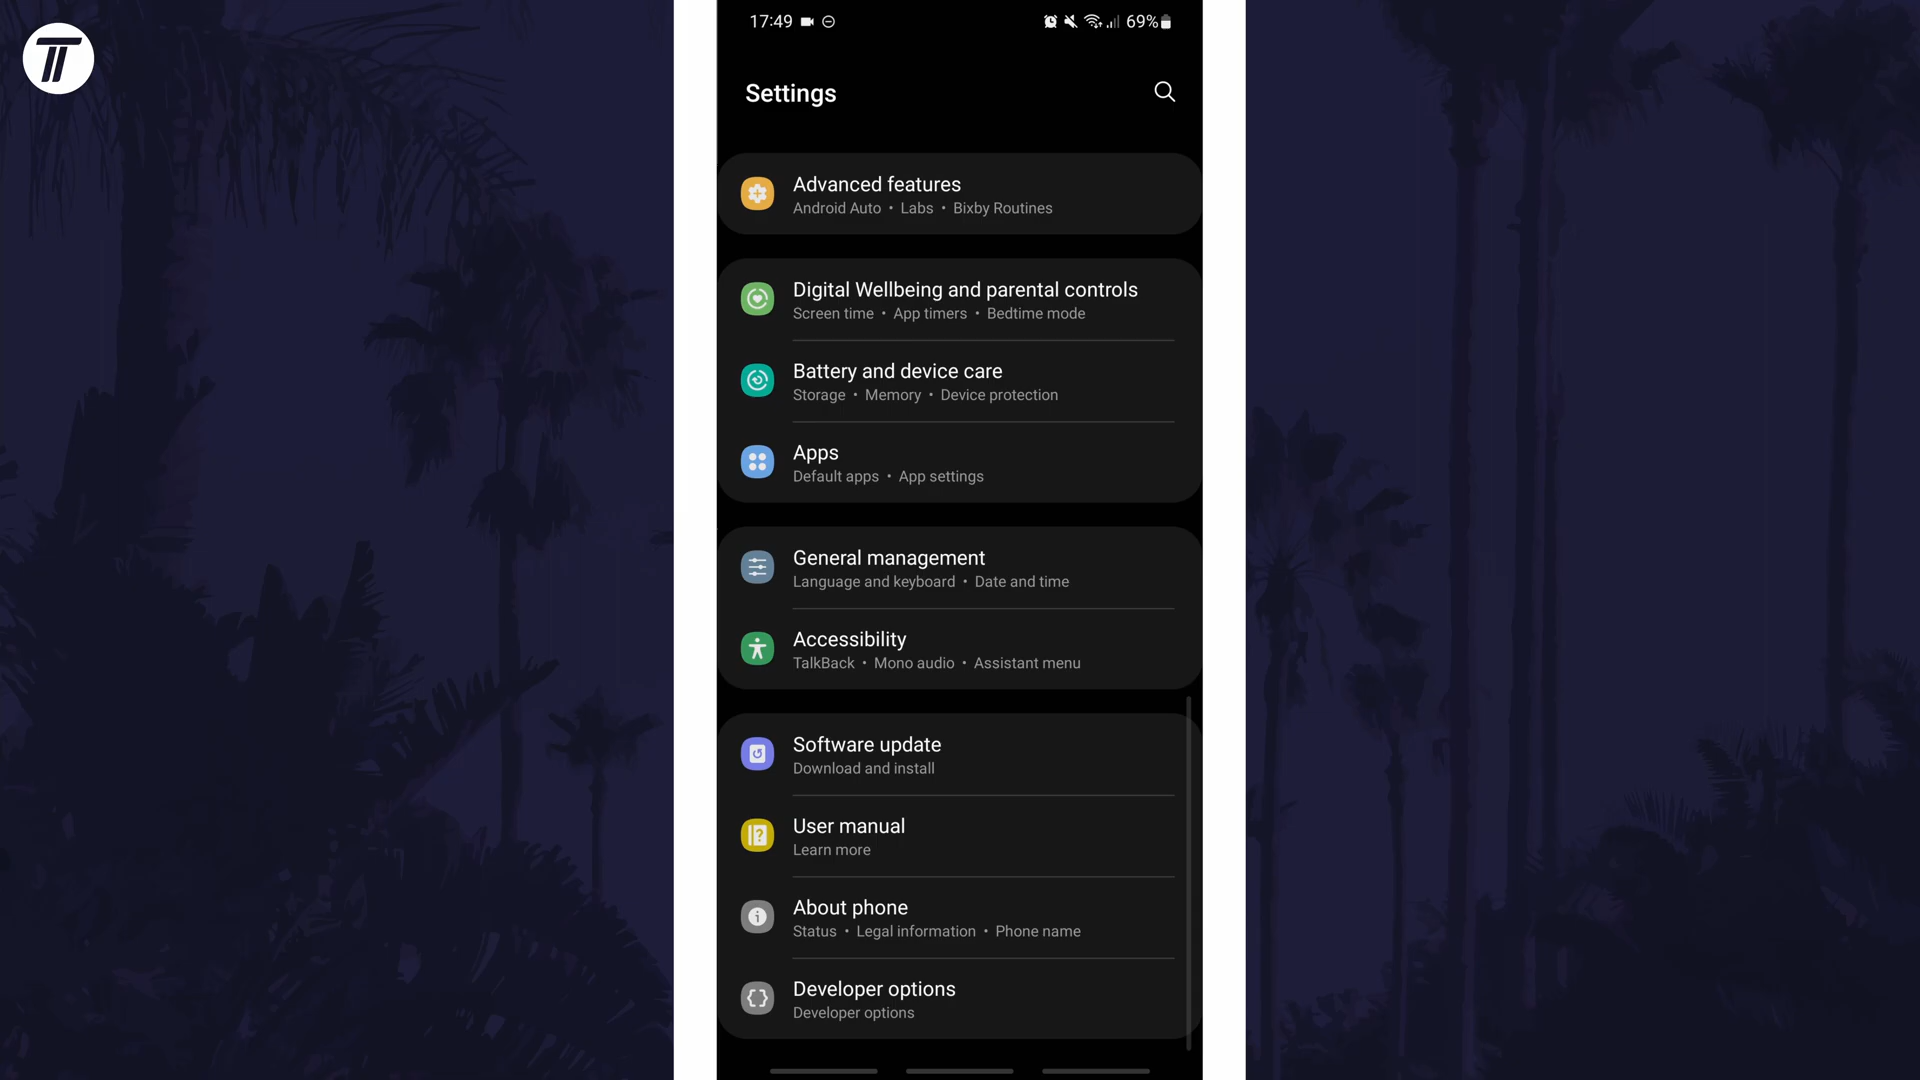 17:49 69%
Settings
Advanced features
Android Auto • Labs • Bixby Routines
Digital Wellbeing and parental controls
Screen time • App timers • Bedtime mode
Battery and device care
Storage • Memory • Device protection
Apps
Default apps • App settings
General management
Language and keyboard • Date and time
Accessibility
TalkBack • Mono audio • Assistant menu
Software update
Download and install
User manual
Learn more
About phone
Status • Legal information • Phone name
Developer options
Developer options